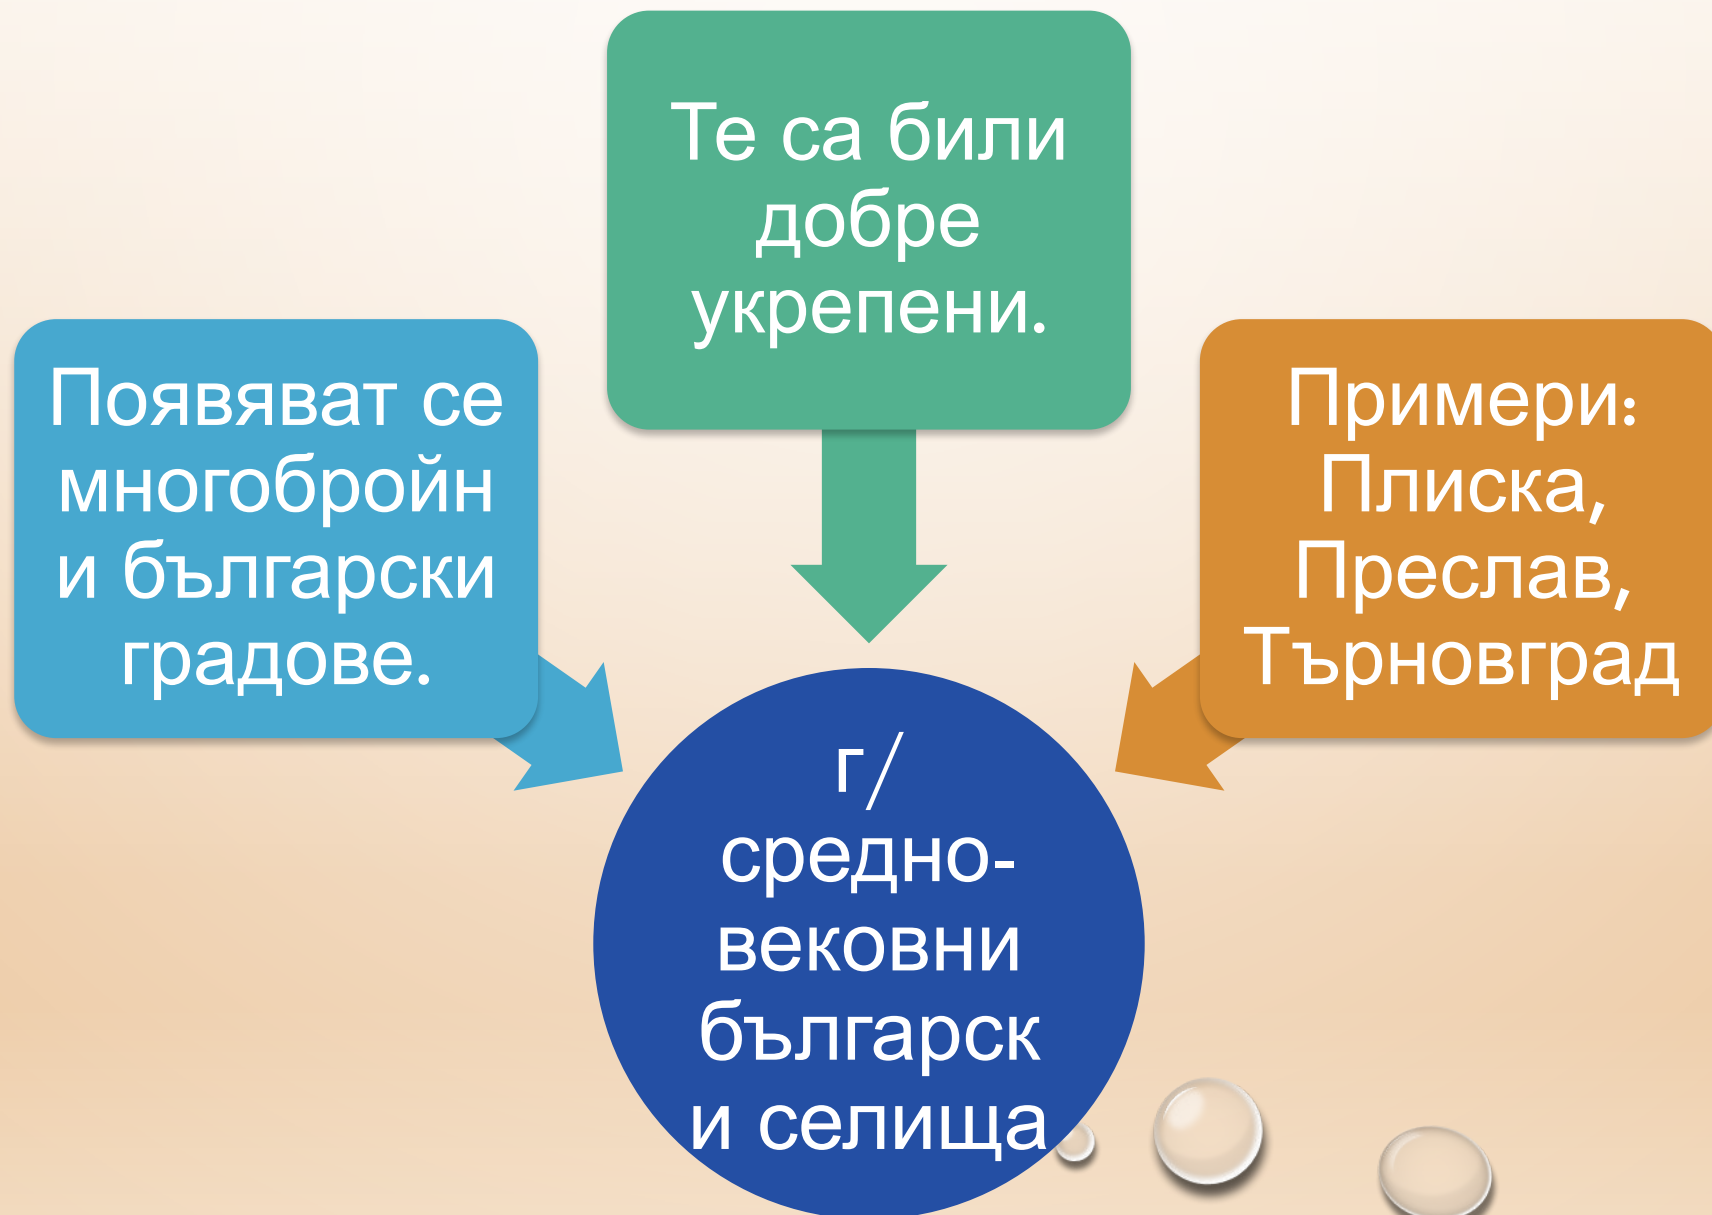 Появяват се
многобройн
и български
градове.
Те са били
добре
укрепени.
Примери:
Плиска,
Преслав,
Търновград
г/
средно-
вековни
българск
и селища